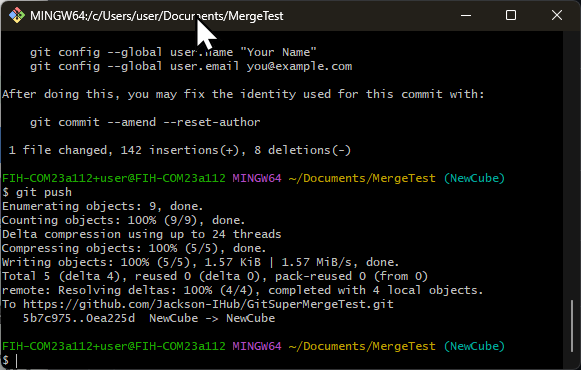 MINGW64:/c/Users/user/Documents/MergeTest
git config --global user.name "Your Name"
git config --global user.email you@example.com
After doing this, you may fix the identity used for this commit with:
git commit --amend --reset-author
1 file changed, 142 insertions(+), 8 deletions(-)
FIH-COM23a112+user@FIH-COM23a112 MINGW64 ~/Documents/MergeTest (NewCube)
$ git push
Enumerating objects: 9, done.
Counting objects: 100% (9/9), done.
Delta compression using up to 24 threads
Compressing objects: 100% (5/5), done.
Writing objects: 100% (5/5), 1.57 KiB | 1.57 MiB/s, done.
Total 5 (delta 4), reused 0 (delta 0), pack-reused 0 (from 0)
remote: Resolving deltas: 100% (4/4), completed with 4 local objects.
To https://github.com/Jackson-IHub/GitSuperMergeTest.git
5b7c975..0ea225d  NewCube -> NewCube
FIH-COM23a112+user@FIH-COM23a112 MINGW64 ~/Documents/MergeTest (NewCube)
$